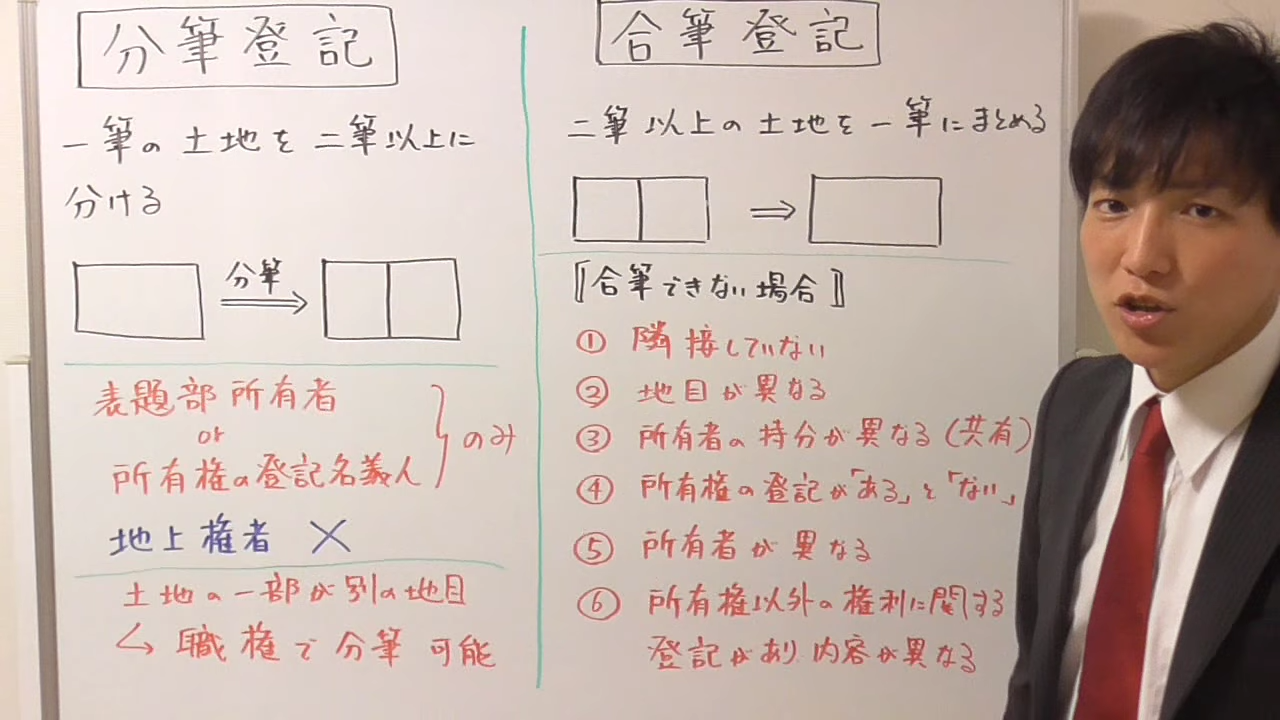 分筆登記
一筆の土地を二筆以上に
分ける
分筆
表題部所有者
or
所有権の登記名義人
のみ
地上権者 ×
土地の一部が別の地目
↳ 職権で分筆可能
合筆登記
二筆以上の土地を一筆にまとめる
〚合筆できない場合〛
① 隣接していない
② 地目が異なる
③ 所有者の持分が異なる(共有)
④ 所有権の登記が「ある」と「ない」
⑤ 所有者が異なる
⑥ 所有権以外の権利に関する
登記があり内容が異なる